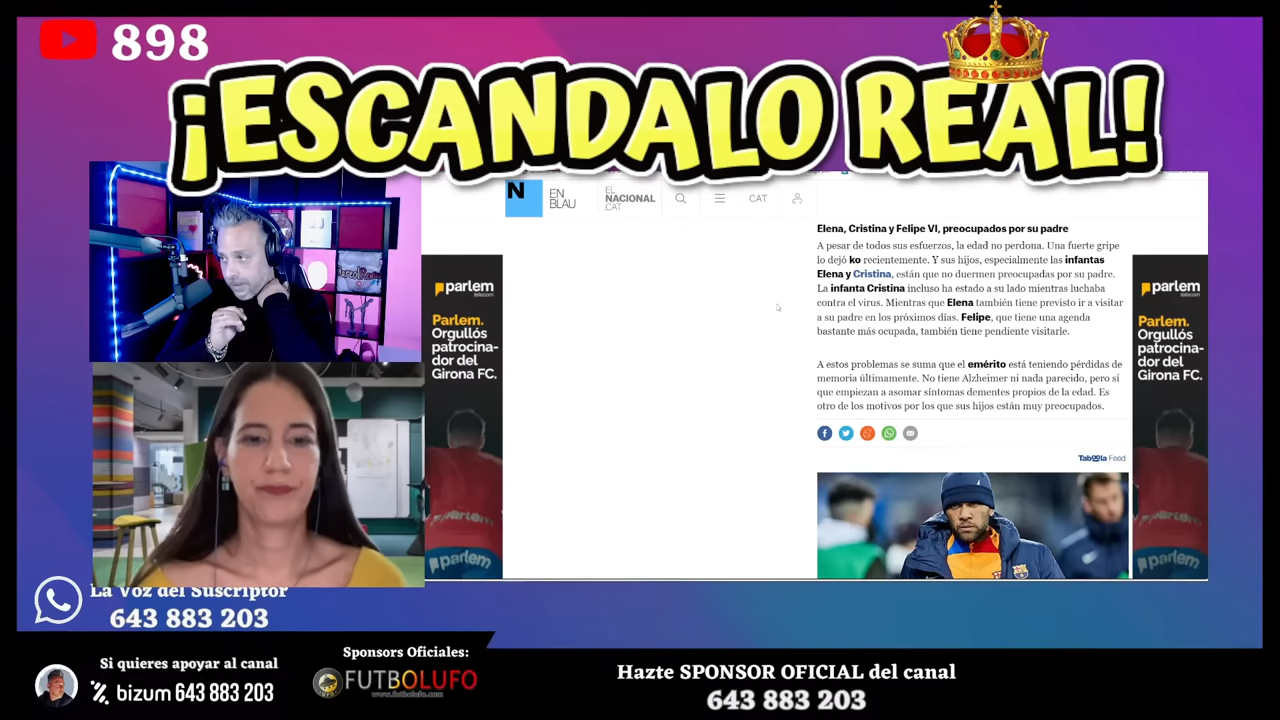 898
¡ESCANDALO REAL!
N
EN
BLAU
EL
NACIONAL
.CAT
CAT
Elena, Cristina y Felipe VI, preocupados por su padre
A pesar de todos sus esfuerzos, la edad no perdona. Una fuerte gripe
lo dejó ko recientemente. Y sus hijos, especialmente las infantas
Elena y Cristina, están que no duermen preocupadas por su padre.
La infanta Cristina incluso ha estado a su lado mientras luchaba
contra el virus. Mientras que Elena también tiene previsto ir a visitar
a su padre en los próximos días. Felipe, que tiene una agenda
bastante más ocupada, también tiene pendiente visitarle.
A estos problemas se suma que el emérito está teniendo pérdidas de
memoria últimamente. No tiene Alzheimer ni nada parecido, pero sí
que empiezan a asomar síntomas dementes propios de la edad. Es
otro de los motivos por los que sus hijos están muy preocupados.
Taboola Feed
parlem
telecom
Parlem.
Orgullós
patrocina-
dor del
Girona FC.
parlem
parlem
telecom
Parlem.
Orgullós
patrocina-
dor del
Girona FC.
parlem
parlem
La Voz del Suscriptor
643 883 203
Si quieres apoyar al canal
bizum 643 883 203
Sponsors Oficiales:
FUTBOLUFO
www.futbolufo.com
Hazte SPONSOR OFICIAL del canal
643 883 203